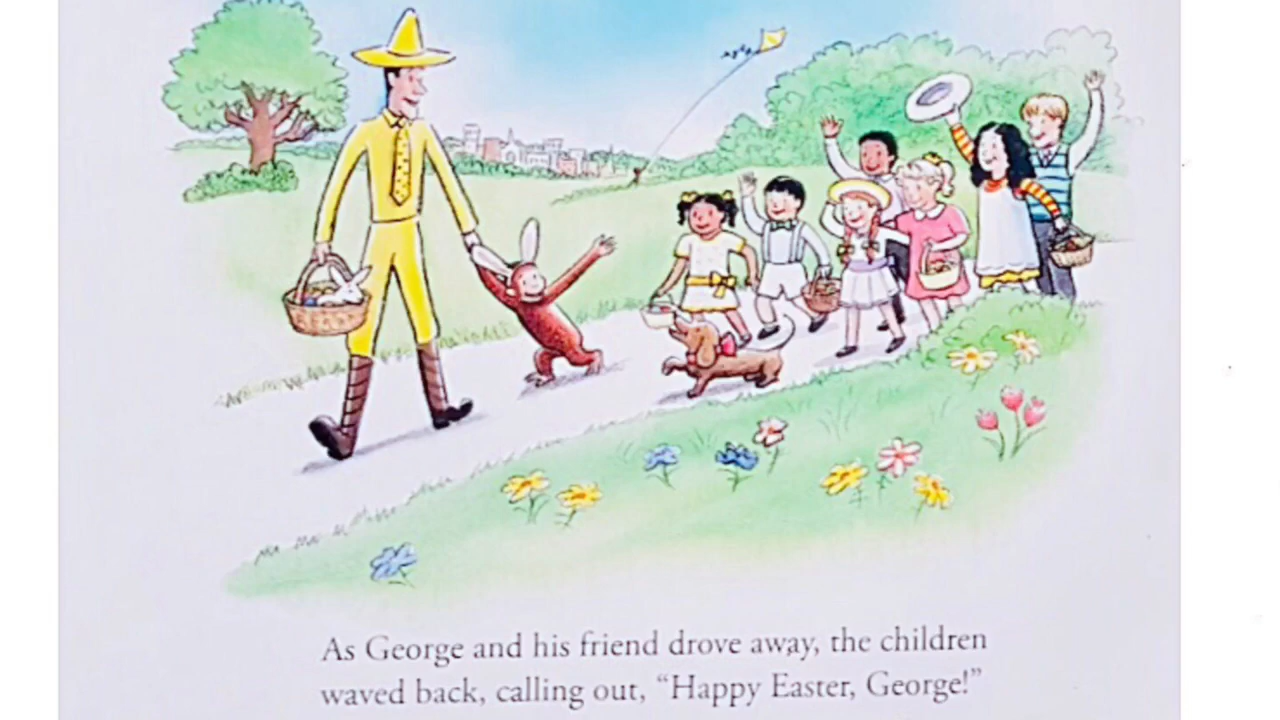 As George and his friend drove away, the children
waved back, calling out, “Happy Easter, George!”